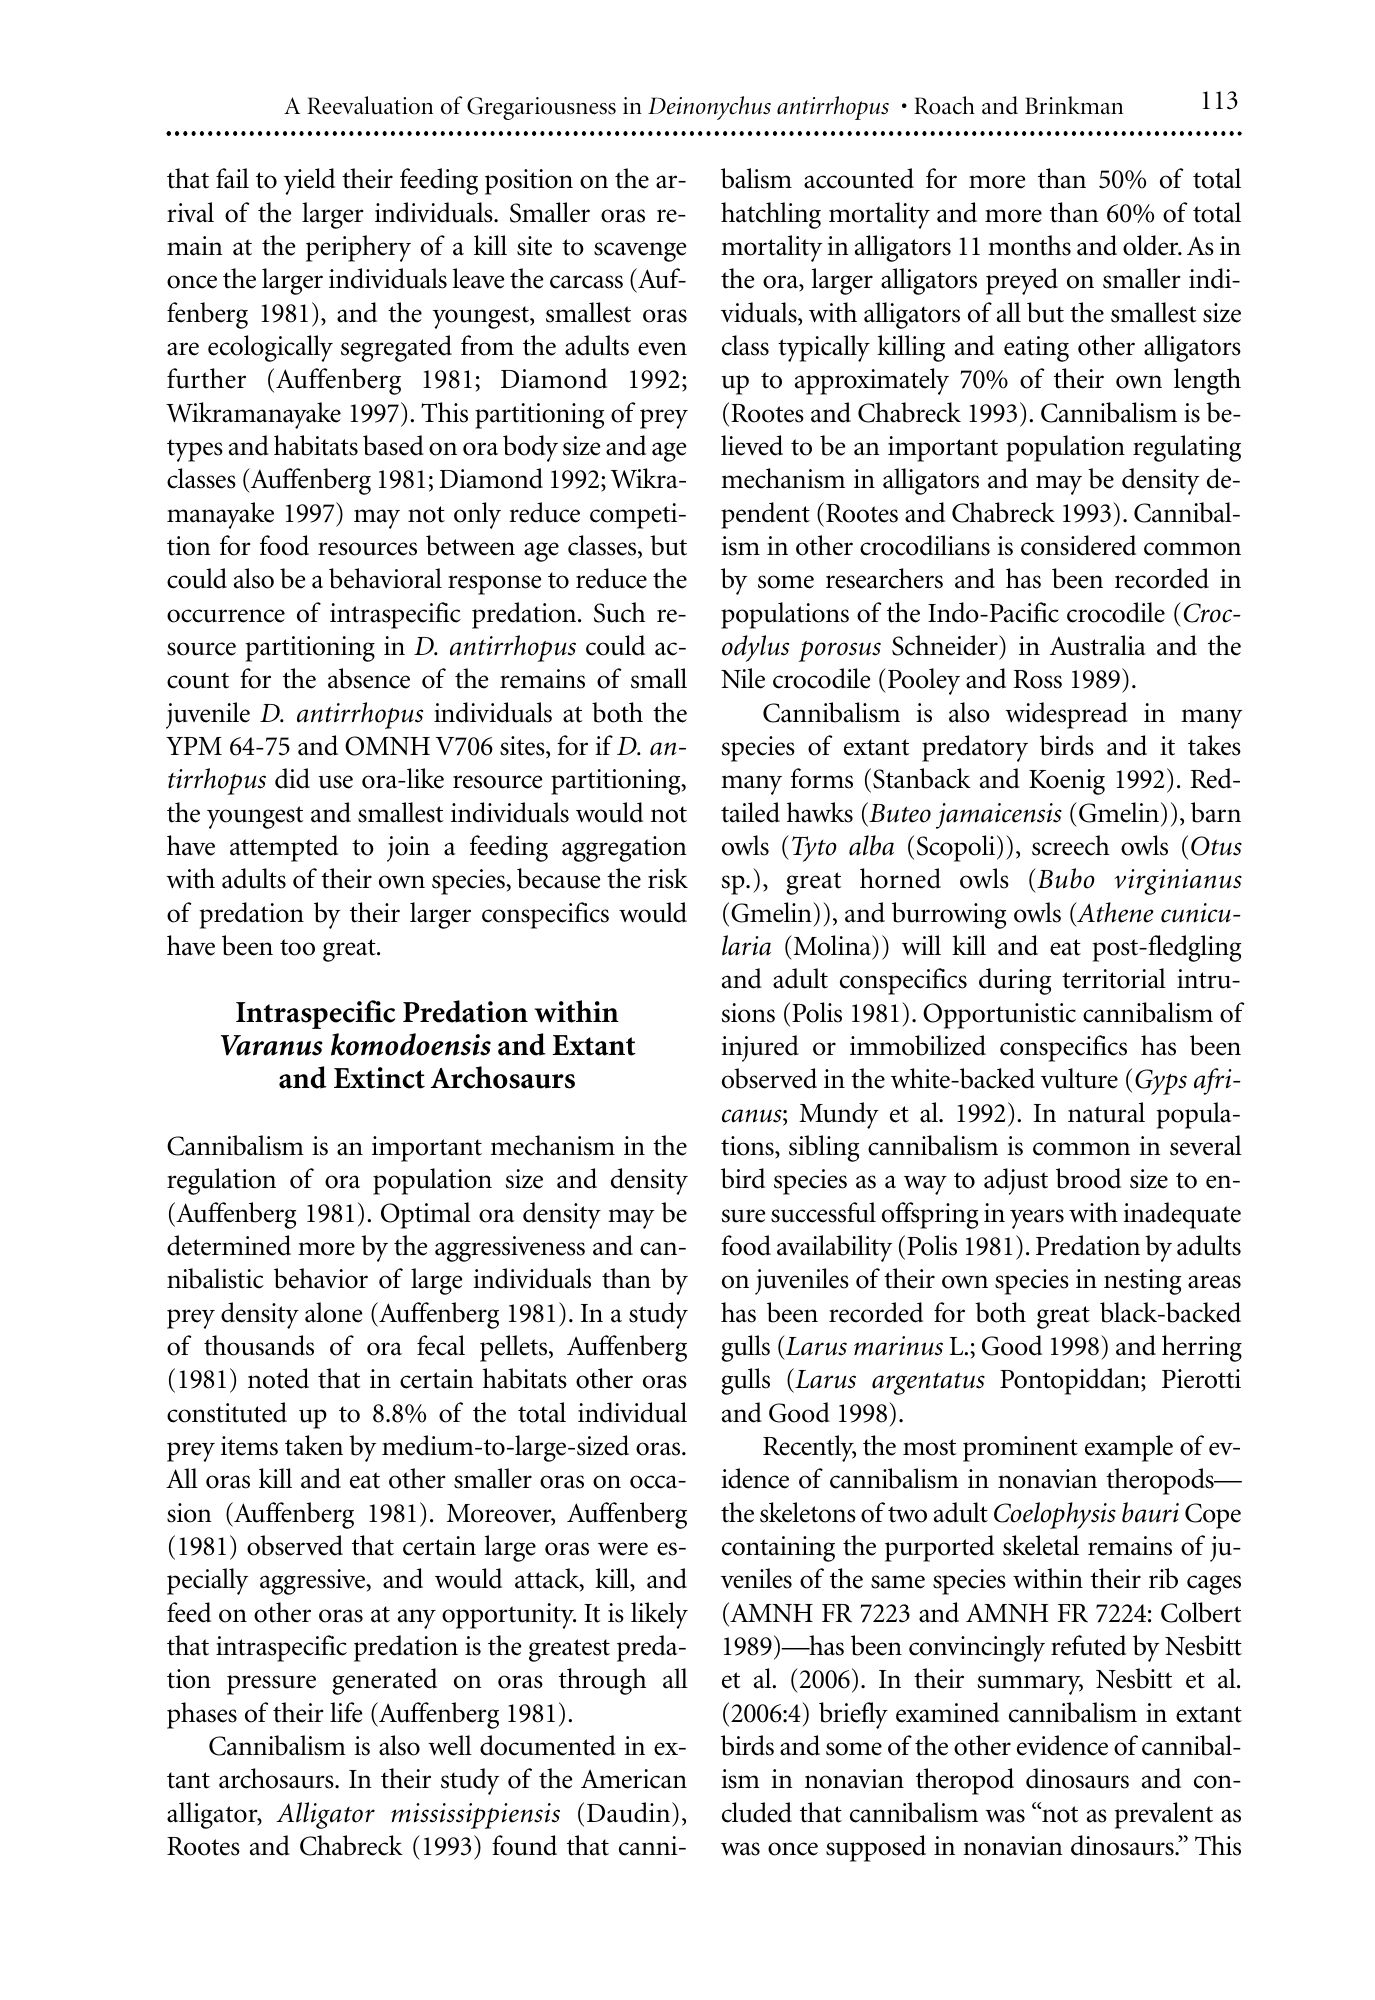 A Reevaluation of Gregariousness in Deinonychus antirrhopus • Roach and Brinkman 113
that fail to yield their feeding position on the ar-
rival of the larger individuals. Smaller oras re-
main at the periphery of a kill site to scavenge
once the larger individuals leave the carcass (Auf-
fenberg 1981), and the youngest, smallest oras
are ecologically segregated from the adults even
further (Auffenberg 1981; Diamond 1992;
Wikramanayake 1997). This partitioning of prey
types and habitats based on ora body size and age
classes (Auffenberg 1981; Diamond 1992; Wikra-
manayake 1997) may not only reduce competi-
tion for food resources between age classes, but
could also be a behavioral response to reduce the
occurrence of intraspecific predation. Such re-
source partitioning in D. antirrhopus could ac-
count for the absence of the remains of small
juvenile D. antirrhopus individuals at both the
YPM 64-75 and OMNH V706 sites, for if D. an-
tirrhopus did use ora-like resource partitioning,
the youngest and smallest individuals would not
have attempted to join a feeding aggregation
with adults of their own species, because the risk
of predation by their larger conspecifics would
have been too great.
Intraspecific Predation within
Varanus komodoensis and Extant
and Extinct Archosaurs
Cannibalism is an important mechanism in the
regulation of ora population size and density
(Auffenberg 1981). Optimal ora density may be
determined more by the aggressiveness and can-
nibalistic behavior of large individuals than by
prey density alone (Auffenberg 1981). In a study
of thousands of ora fecal pellets, Auffenberg
(1981) noted that in certain habitats other oras
constituted up to 8.8% of the total individual
prey items taken by medium-to-large-sized oras.
All oras kill and eat other smaller oras on occa-
sion (Auffenberg 1981). Moreover, Auffenberg
(1981) observed that certain large oras were es-
pecially aggressive, and would attack, kill, and
feed on other oras at any opportunity. It is likely
that intraspecific predation is the greatest preda-
tion pressure generated on oras through all
phases of their life (Auffenberg 1981).
Cannibalism is also well documented in ex-
tant archosaurs. In their study of the American
alligator, Alligator mississippiensis (Daudin),
Rootes and Chabreck (1993) found that canni-
balism accounted for more than 50% of total
hatchling mortality and more than 60% of total
mortality in alligators 11 months and older. As in
the ora, larger alligators preyed on smaller indi-
viduals, with alligators of all but the smallest size
class typically killing and eating other alligators
up to approximately 70% of their own length
(Rootes and Chabreck 1993). Cannibalism is be-
lieved to be an important population regulating
mechanism in alligators and may be density de-
pendent (Rootes and Chabreck 1993). Cannibal-
ism in other crocodilians is considered common
by some researchers and has been recorded in
populations of the Indo-Pacific crocodile (Croc-
odylus porosus Schneider) in Australia and the
Nile crocodile (Pooley and Ross 1989).
Cannibalism is also widespread in many
species of extant predatory birds and it takes
many forms (Stanback and Koenig 1992). Red-
tailed hawks (Buteo jamaicensis (Gmelin)), barn
owls (Tyto alba (Scopoli)), screech owls (Otus
sp.), great horned owls (Bubo virginianus
(Gmelin)), and burrowing owls (Athene cunicu-
laria (Molina)) will kill and eat post-fledgling
and adult conspecifics during territorial intru-
sions (Polis 1981). Opportunistic cannibalism of
injured or immobilized conspecifics has been
observed in the white-backed vulture (Gyps afri-
canus; Mundy et al. 1992). In natural popula-
tions, sibling cannibalism is common in several
bird species as a way to adjust brood size to en-
sure successful offspring in years with inadequate
food availability (Polis 1981). Predation by adults
on juveniles of their own species in nesting areas
has been recorded for both great black-backed
gulls (Larus marinus L.; Good 1998) and herring
gulls (Larus argentatus Pontopiddan; Pierotti
and Good 1998).
Recently, the most prominent example of ev-
idence of cannibalism in nonavian theropods—
the skeletons of two adult Coelophysis bauri Cope
containing the purported skeletal remains of ju-
veniles of the same species within their rib cages
(AMNH FR 7223 and AMNH FR 7224: Colbert
1989)—has been convincingly refuted by Nesbitt
et al. (2006). In their summary, Nesbitt et al.
(2006:4) briefly examined cannibalism in extant
birds and some of the other evidence of cannibal-
ism in nonavian theropod dinosaurs and con-
cluded that cannibalism was “not as prevalent as
was once supposed in nonavian dinosaurs.” This